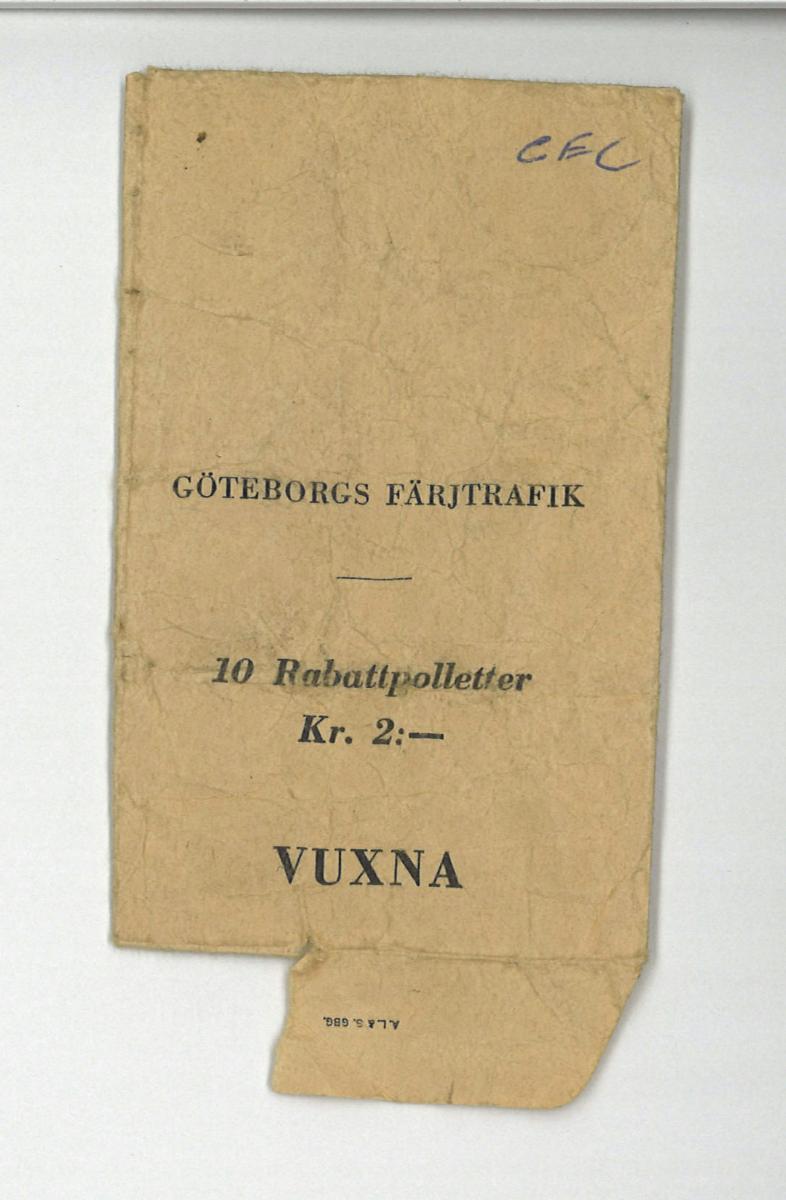 CFC
GÖTEBORGS FÄRJTRAFIK
10 Rabattpolletter
Kr. 2:—
VUXNA
A.L.& S. GBG.